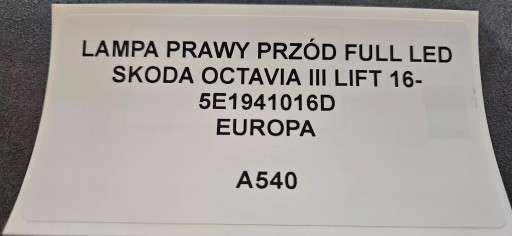 LAMPA PRAWY PRZÓD FULL LED
SKODA OCTAVIA III LIFT 16-
5E1941016D
EUROPA
A540